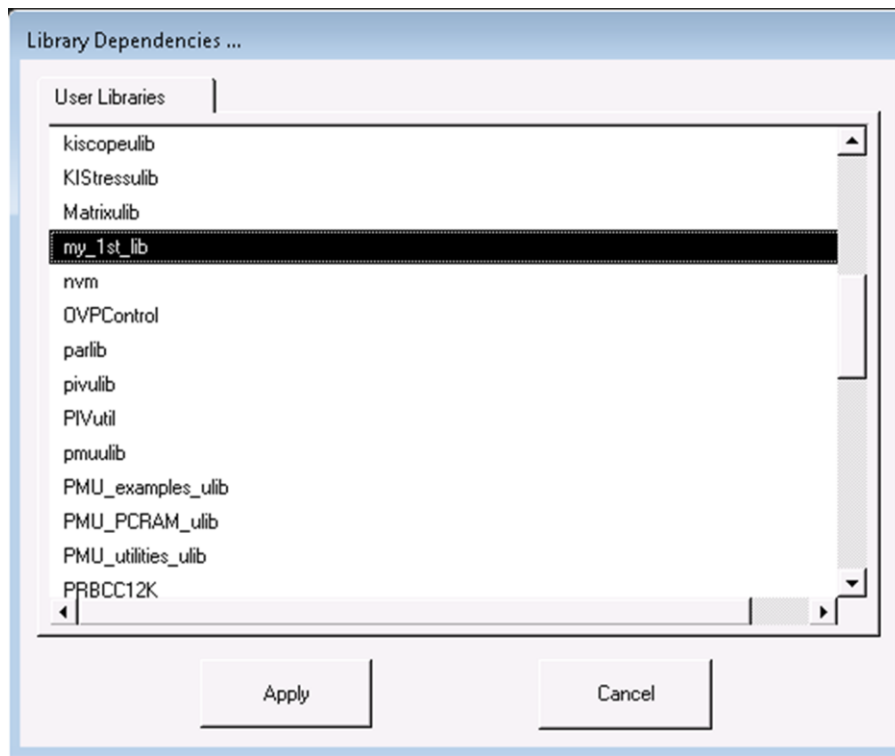 Library Dependencies ...
User Libraries
kiscopeulib
KIStressulib
Matrixulib
my_1st_lib
nvm
OVPControl
parlib
pivulib
PIVutil
pmuulib
PMU_examples_ulib
PMU_PCRAM_ulib
PMU_utilities_ulib
PRBCC12K
Apply Cancel